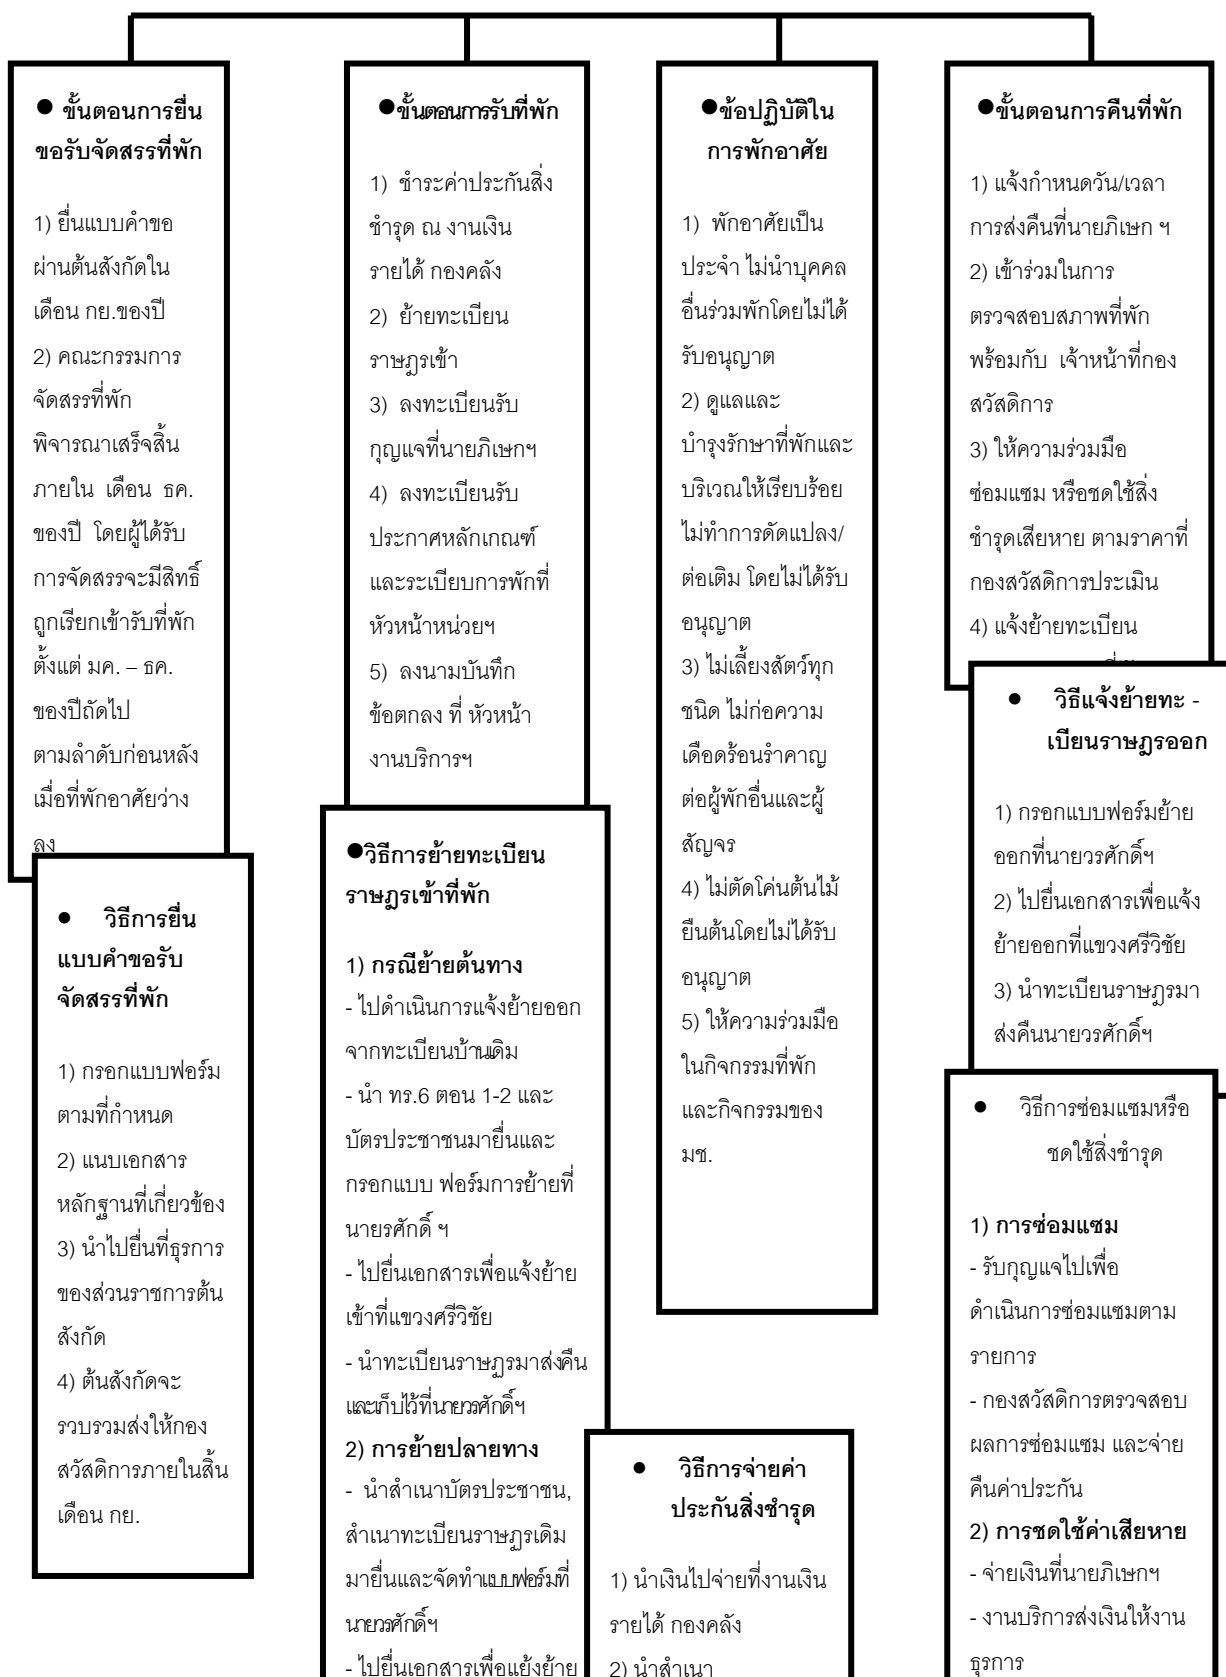 ● ขั้นตอนการยื่น
ขอรับจัดสรรที่พัก
1) ยื่นแบบคำขอ
ผ่านต้นสังกัดใน
เดือน กย.ของปี
2) คณะกรรมการ
จัดสรรที่พัก
พิจารณาเสร็จสิ้น
ภายใน เดือน ธค.
ของปี โดยผู้ได้รับ
การจัดสรรจะมีสิทธิ์
ถูกเรียกเข้ารับที่พัก
ตั้งแต่ มค. – ธค.
ของปีถัดไป
ตามลำดับก่อนหลัง
เมื่อที่พักอาศัยว่าง
ลง
● วิธีการยื่น
แบบคำขอรับ
จัดสรรที่พัก
1) กรอกแบบฟอร์ม
ตามที่กำหนด
2) แนบเอกสาร
หลักฐานที่เกี่ยวข้อง
3) นำไปยื่นที่ธุรการ
ของส่วนราชการต้น
สังกัด
4) ต้นสังกัดจะ
รวบรวมส่งให้กอง
สวัสดิการภายในสิ้น
เดือน กย.
●ขั้นตอนการรับที่พัก
1) ชำระค่าประกันสิ่ง
ชำรุด ณ งานเงิน
รายได้ กองคลัง
2) ย้ายทะเบียน
ราษฎรเข้า
3) ลงทะเบียนรับ
กุญแจที่นายภิเษกฯ
4) ลงทะเบียนรับ
ประกาศหลักเกณฑ์
และระเบียบการพักที่
หัวหน้าหน่วยฯ
5) ลงนามบันทึก
ข้อตกลง ที่ หัวหน้า
งานบริการฯ
●วิธีการย้ายทะเบียน
ราษฎรเข้าที่พัก
1) กรณีย้ายต้นทาง
- ไปดำเนินการแจ้งย้ายออก
จากทะเบียนบ้านเดิม
- นำ ทร.6 ตอน 1-2 และ
บัตรประชาชนมายื่นและ
กรอกแบบ ฟอร์มการย้ายที่
นายรศักดิ์ ฯ
- ไปยื่นเอกสารเพื่อแจ้งย้าย
เข้าที่แขวงศรีวิชัย
- นำทะเบียนราษฎรมาส่งคืน
และเก็บไว้ที่นายวรศักดิ์ฯ
2) การย้ายปลายทาง
- นำสำเนาบัตรประชาชน,
สำเนาทะเบียนราษฎรเดิม
มายื่นและจัดทำแบบฟอร์มที่
นายวรศักดิ์ฯ
- ไปยื่นเอกสารเพื่อแย้งย้าย
●ข้อปฏิบัติใน
การพักอาศัย
1) พักอาศัยเป็น
ประจำ ไม่นำบุคคล
อื่นร่วมพักโดยไม่ได้
รับอนุญาต
2) ดูแลและ
บำรุงรักษาที่พักและ
บริเวณให้เรียบร้อย
ไม่ทำการดัดแปลง/
ต่อเติม โดยไม่ได้รับ
อนุญาต
3) ไม่เลี้ยงสัตว์ทุก
ชนิด ไม่ก่อความ
เดือดร้อนรำคาญ
ต่อผู้พักอื่นและผู้
สัญจร
4) ไม่ตัดโค่นต้นไม้
ยืนต้นโดยไม่ได้รับ
อนุญาต
5) ให้ความร่วมมือ
ในกิจกรรมที่พัก
และกิจกรรมของ
มช.
● วิธีการจ่ายค่า
ประกันสิ่งชำรุด
1) นำเงินไปจ่ายที่งานเงิน
รายได้ กองคลัง
2) นำสำเนา
●ขั้นตอนการคืนที่พัก
1) แจ้งกำหนดวัน/เวลา
การส่งคืนที่นายภิเษก ฯ
2) เข้าร่วมในการ
ตรวจสอบสภาพที่พัก
พร้อมกับ เจ้าหน้าที่กอง
สวัสดิการ
3) ให้ความร่วมมือ
ซ่อมแซม หรือชดใช้สิ่ง
ชำรุดเสียหาย ตามราคาที่
กองสวัสดิการประเมิน
4) แจ้งย้ายทะเบียน
● วิธีแจ้งย้ายทะ -
เบียนราษฎรออก
1) กรอกแบบฟอร์มย้าย
ออกที่นายวรศักดิ์ฯ
2) ไปยื่นเอกสารเพื่อแจ้ง
ย้ายออกที่แขวงศรีวิชัย
3) นำทะเบียนราษฎรมา
ส่งคืนนายวรศักดิ์ฯ
● วิธีการซ่อมแซมหรือ
ชดใช้สิ่งชำรุด
1) การซ่อมแซม
- รับกุญแจไปเพื่อ
ดำเนินการซ่อมแซมตาม
รายการ
- กองสวัสดิการตรวจสอบ
ผลการซ่อมแซม และจ่าย
คืนค่าประกัน
2) การชดใช้ค่าเสียหาย
- จ่ายเงินที่นายภิเษกฯ
- งานบริการส่งเงินให้งาน
ธุรการ